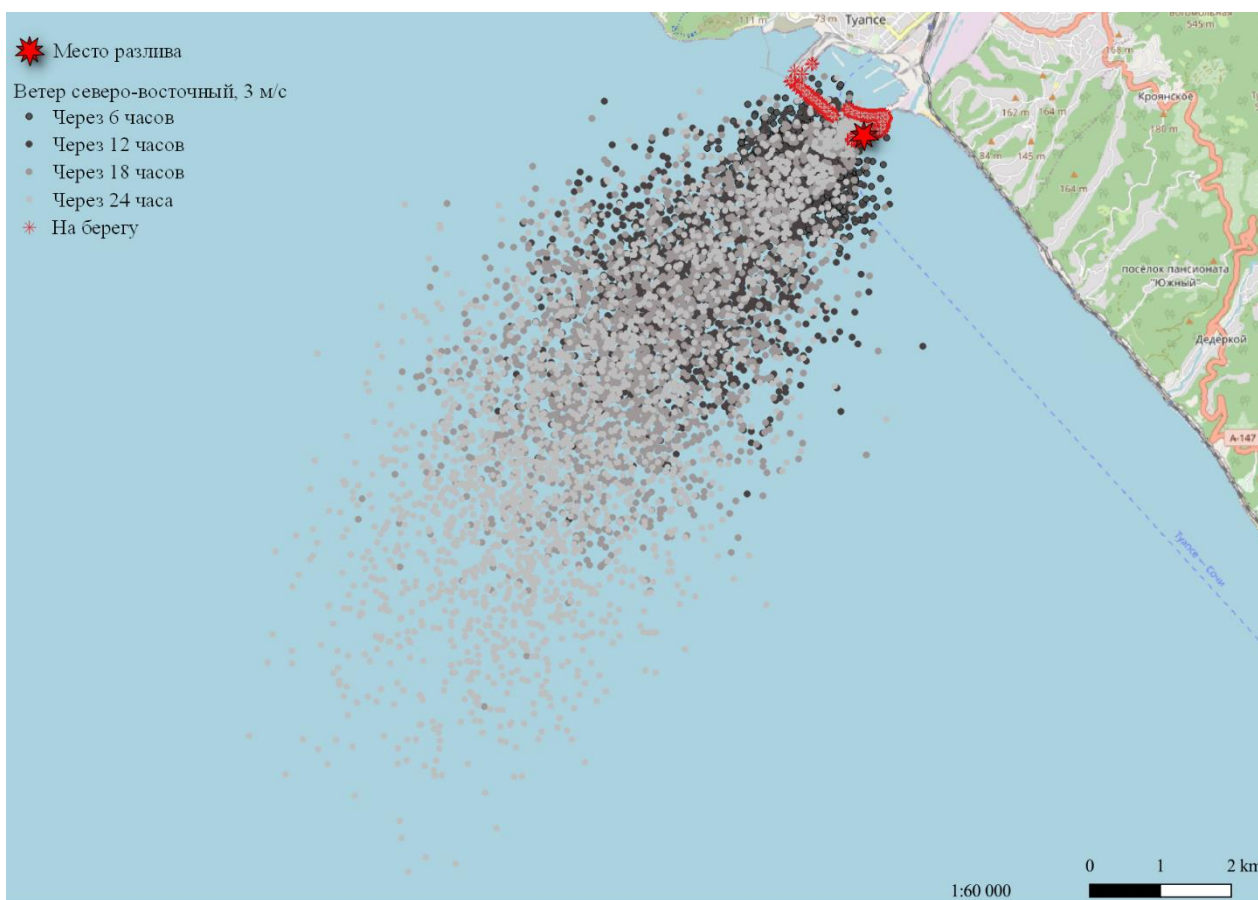 Место разлива
Ветер северо-восточный, 3 м/с
Через 6 часов
Через 12 часов
Через 18 часов
Через 24 часа
На берегу
111 m
73 m
Туапсе
545 m
168 m
Кроянское
162 m
164 m
180 m
84 m
145 m
164 m
посёлок пансионата
"Южный"
Дедеркой
А-147
Туапсе — Сочи
0 1 2 km
1:60 000